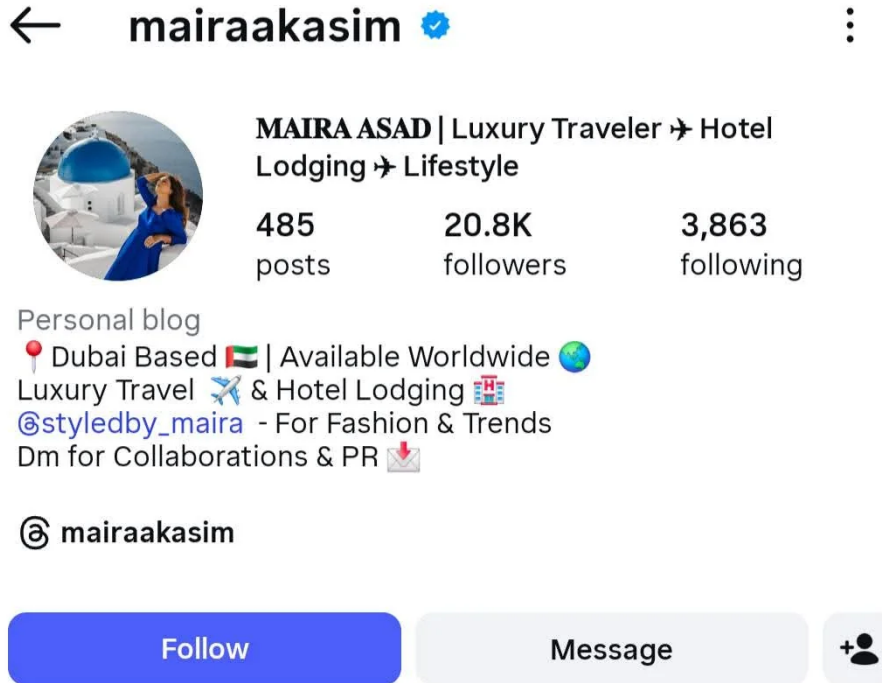 mairaakasim
MAIRA ASAD | Luxury Traveler ✈ Hotel
Lodging ✈ Lifestyle
485 20.8K 3,863
posts followers following
Personal blog
📍Dubai Based 🇦🇪 | Available Worldwide 🌏
Luxury Travel ✈️ & Hotel Lodging 🏨
@styledby_maira - For Fashion & Trends
Dm for Collaborations & PR 📩
mairaakasim
Follow Message